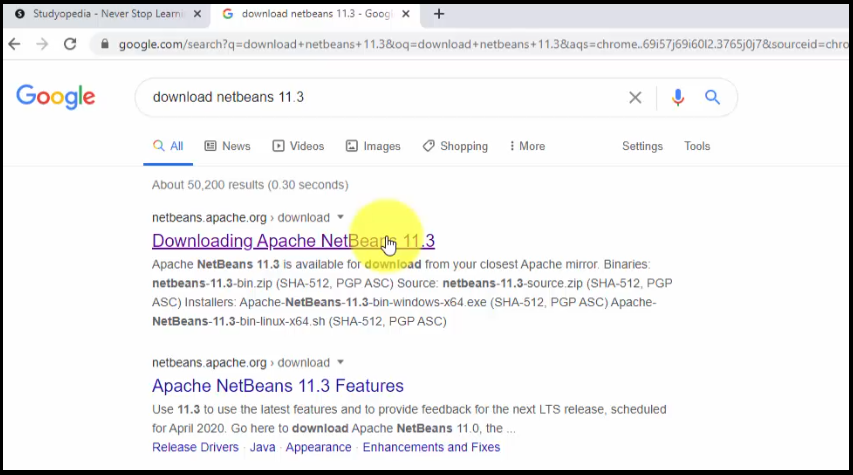 Studyopedia - Never Stop Learni
download netbeans 11.3 - Goog
google.com/search?q=download+netbeans+11.3&oq=download+netbeans+11.3&aqs=chrome..69i57j69i60l2.3765j0j7&sourceid=chro
Google
download netbeans 11.3
All News Videos Images Shopping More Settings Tools
About 50,200 results (0.30 seconds)
netbeans.apache.org › download
Downloading Apache NetBeans 11.3
Apache NetBeans 11.3 is available for download from your closest Apache mirror. Binaries:
netbeans-11.3-bin.zip (SHA-512, PGP ASC) Source: netbeans-11.3-source.zip (SHA-512, PGP
ASC) Installers: Apache-NetBeans-11.3-bin-windows-x64.exe (SHA-512, PGP ASC) Apache-
NetBeans-11.3-bin-linux-x64.sh (SHA-512, PGP ASC)
netbeans.apache.org › download
Apache NetBeans 11.3 Features
Use 11.3 to use the latest features and to provide feedback for the next LTS release, scheduled
for April 2020. Go here to download Apache NetBeans 11.0, the ...
Release Drivers · Java · Appearance · Enhancements and Fixes